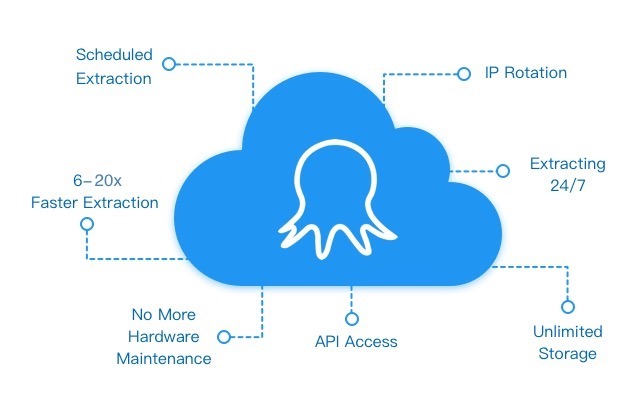 Scheduled
Extraction
IP Rotation
Extracting
24/7
6–20x
Faster Extraction
No More
Hardware
Maintenance
API Access
Unlimited
Storage